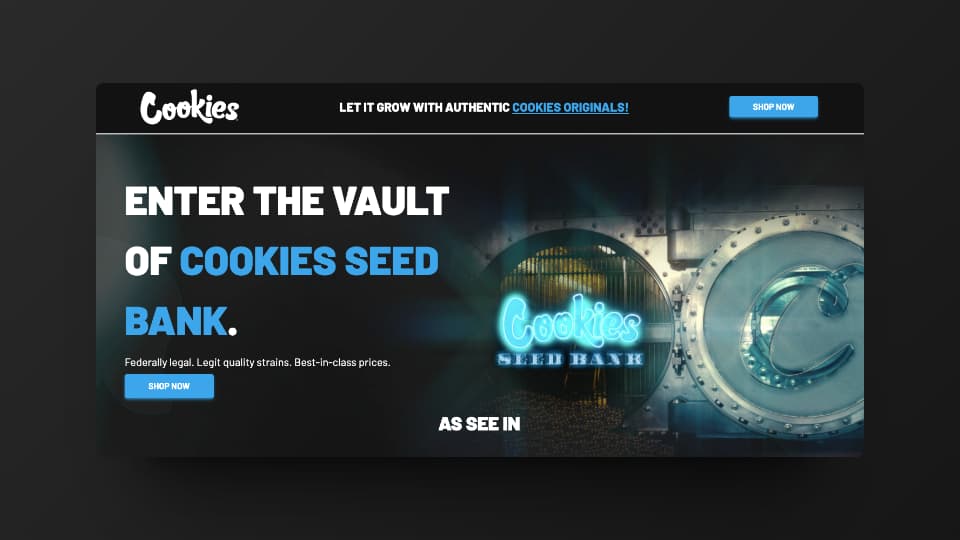 Cookies
LET IT GROW WITH AUTHENTIC COOKIES ORIGINALS!
SHOP NOW
ENTER THE VAULT
OF COOKIES SEED
BANK.
Federally legal. Legit quality strains. Best-in-class prices.
SHOP NOW
Cookies
SEED BANK
C
AS SEE IN